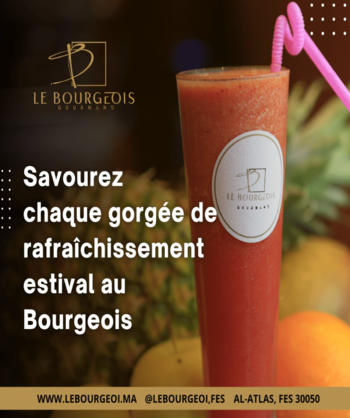 LE BOURGEOIS
GOURMAND
Savourez
chaque gorgée de
rafraîchissement
estival au
Bourgeois
LE BOURGEOIS
GOURMAND
WWW.LEBOURGEOI.MA @LEBOURGEOI,FES AL-ATLAS, FES 30050